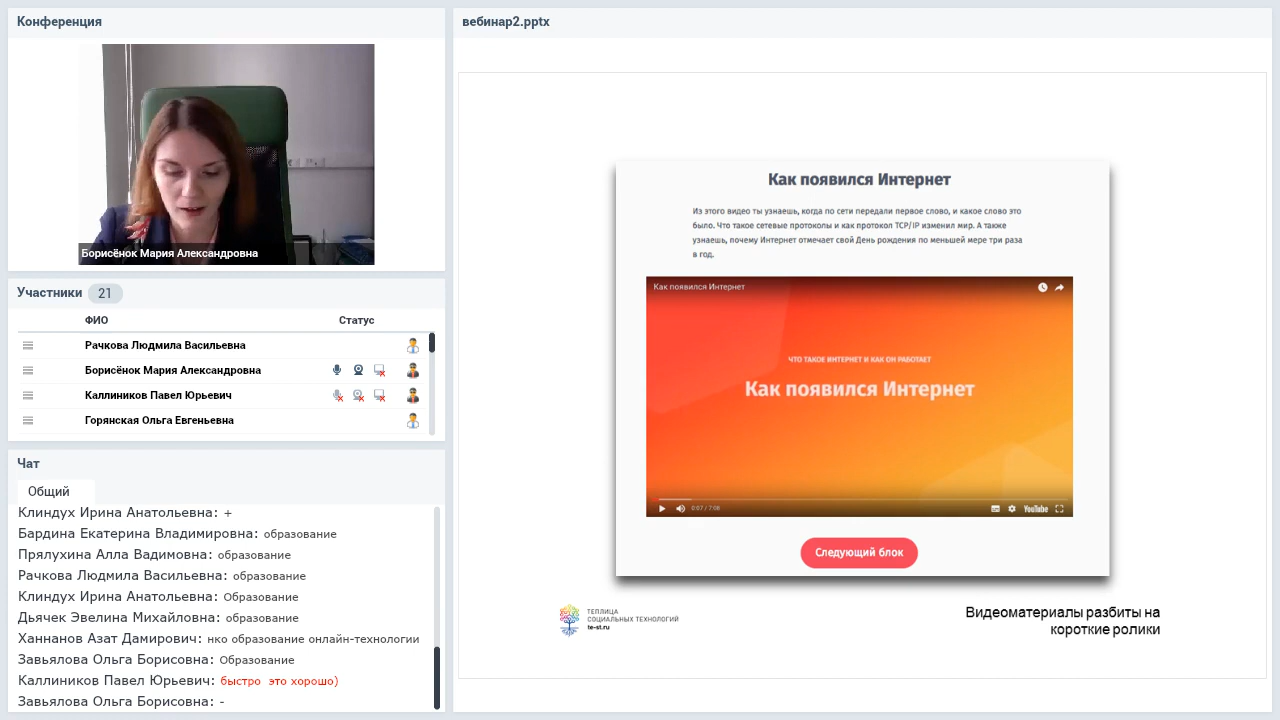 Конференция
Борисёнок Мария Александровна
Участники 21
ФИО Статус
Рачкова Людмила Васильевна
Борисёнок Мария Александровна
Каллиников Павел Юрьевич
Горянская Ольга Евгеньевна
Чат
Общий
Клиндух Ирина Анатольевна: +
Бардина Екатерина Владимировна: образование
Прялухина Алла Вадимовна: образование
Рачкова Людмила Васильевна: образование
Клиндух Ирина Анатольевна: Образование
Дьячек Эвелина Михайловна: образование
Ханнанов Азат Дамирович: нко образование онлайн-технологии
Завьялова Ольга Борисовна: Образование
Каллиников Павел Юрьевич: быстро это хорошо)
Завьялова Ольга Борисовна: -
вебинар2.pptx
Как появился Интернет
Из этого видео ты узнаешь, когда по сети передали первое слово, и какое слово это
было. Что такое сетевые протоколы и как протокол TCP/IP изменил мир. А также
узнаешь, почему Интернет отмечает свой День рождения по меньшей мере три раза
в год.
Как появился Интернет
ЧТО ТАКОЕ ИНТЕРНЕТ И КАК ОН РАБОТАЕТ
Как появился Интернет
0:07 / 7:08
YouTube
Следующий блок
ТЕПЛИЦА
СОЦИАЛЬНЫХ ТЕХНОЛОГИЙ
te-st.ru
Видеоматериалы разбиты на
короткие ролики